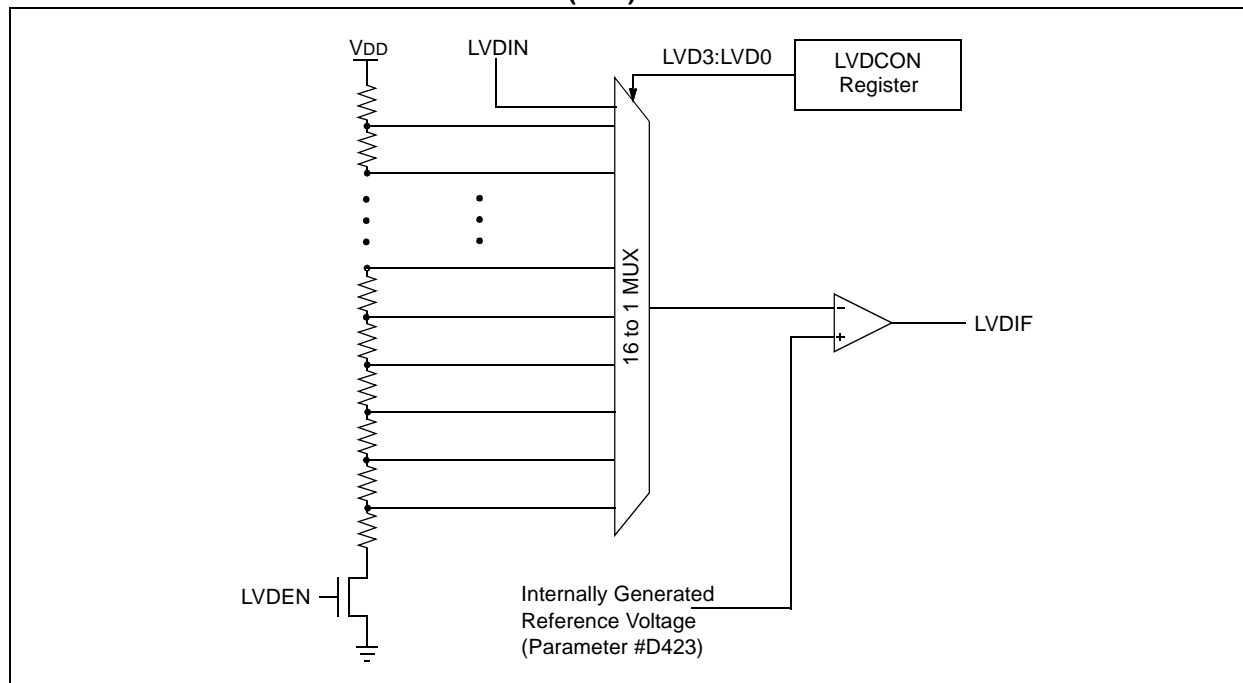 VDD
LVDIN
LVD3:LVD0
LVDCON
Register
16 to 1 MUX
–
+
LVDIF
LVDEN
Internally Generated
Reference Voltage
(Parameter #D423)